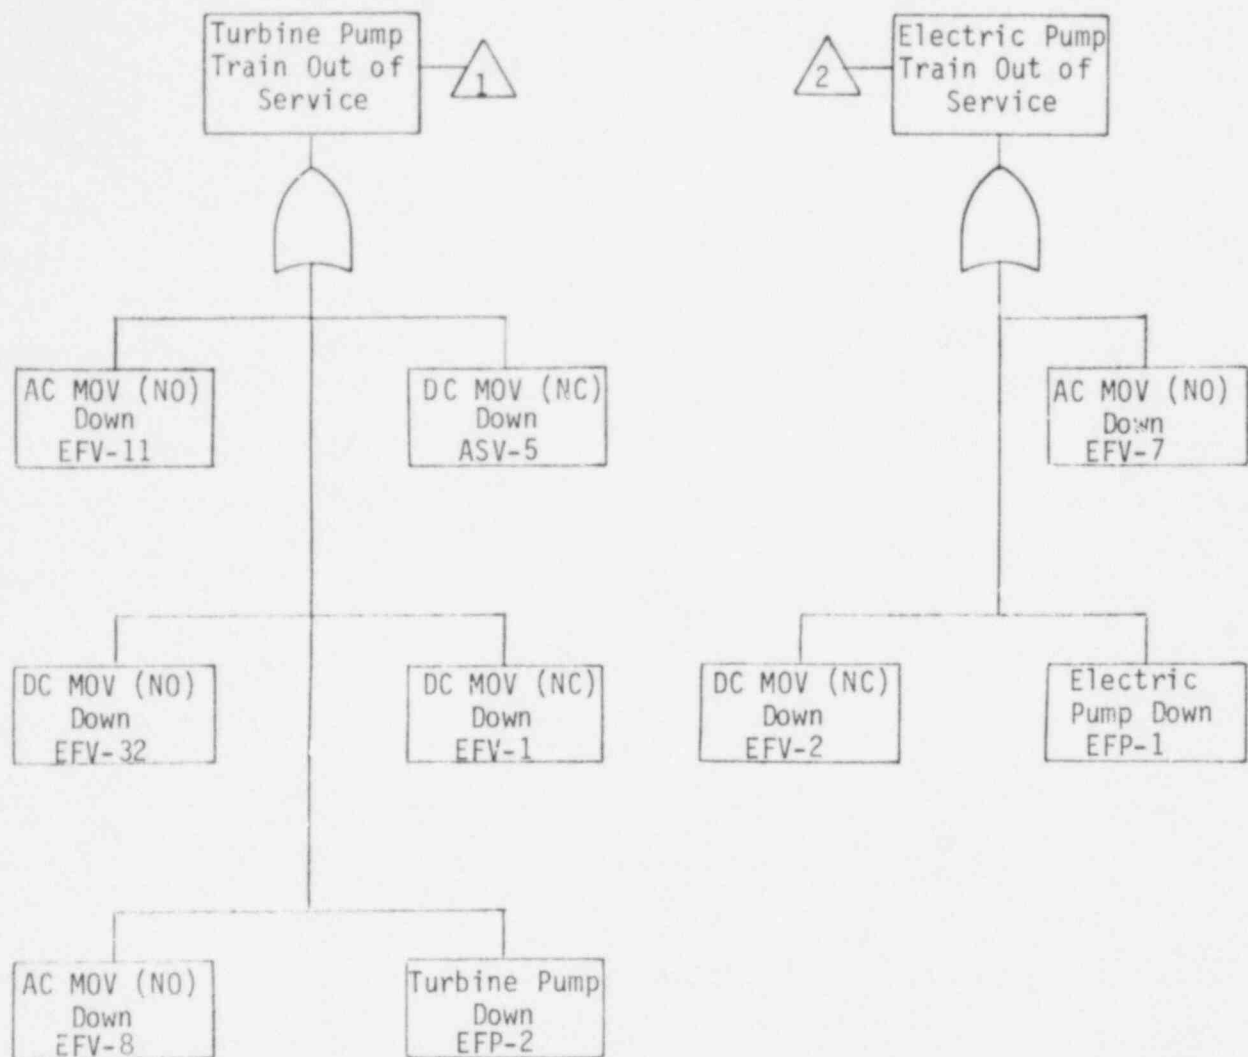 Turbine Pump
Train Out of
Service
1
2
Electric Pump
Train Out of
Service
AC MOV (NO)
Down
EFV-11
DC MOV (NC)
Down
ASV-5
AC MOV (NO)
Down
EFV-7
DC MOV (NO)
Down
EFV-32
DC MOV (NC)
Down
EFV-1
DC MOV (NC)
Down
EFV-2
Electric
Pump Down
EFP-1
AC MOV (NO)
Down
EFV-8
Turbine Pump
Down
EFP-2